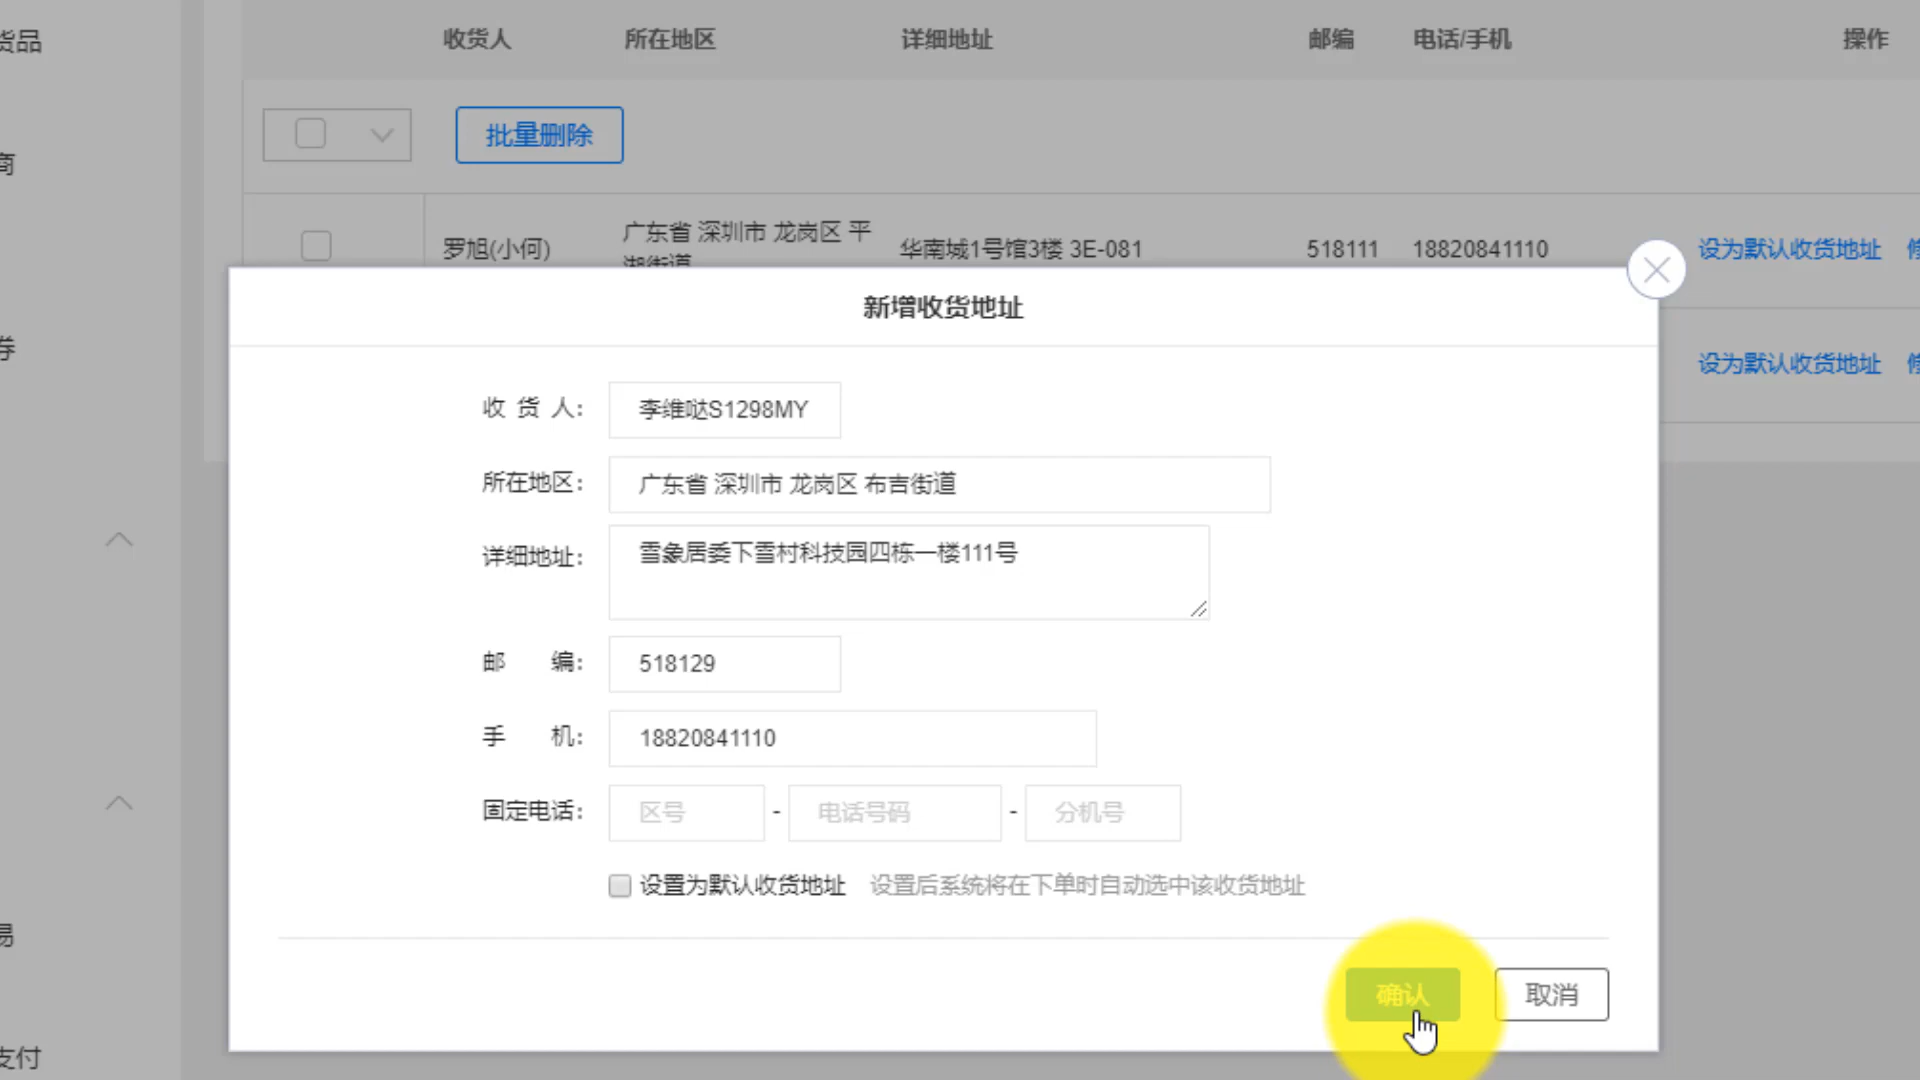 收货人 所在地区 详细地址 邮编 电话/手机 操作
货品
批量删除
商
罗旭(小何) 广东省 深圳市 龙岗区 平湖街道 华南城1号馆3楼 3E-081 518111 18820841110 设为默认收货地址
新增收货地址
券
设为默认收货地址
收 货 人: 李维哒S1298MY
所在地区: 广东省 深圳市 龙岗区 布吉街道
详细地址: 雪象居委下雪村科技园四栋一楼111号
邮 编: 518129
手 机: 18820841110
固定电话: 区号 - 电话号码 - 分机号
设置为默认收货地址 设置后系统将在下单时自动选中该收货地址
易
确认 取消
支付